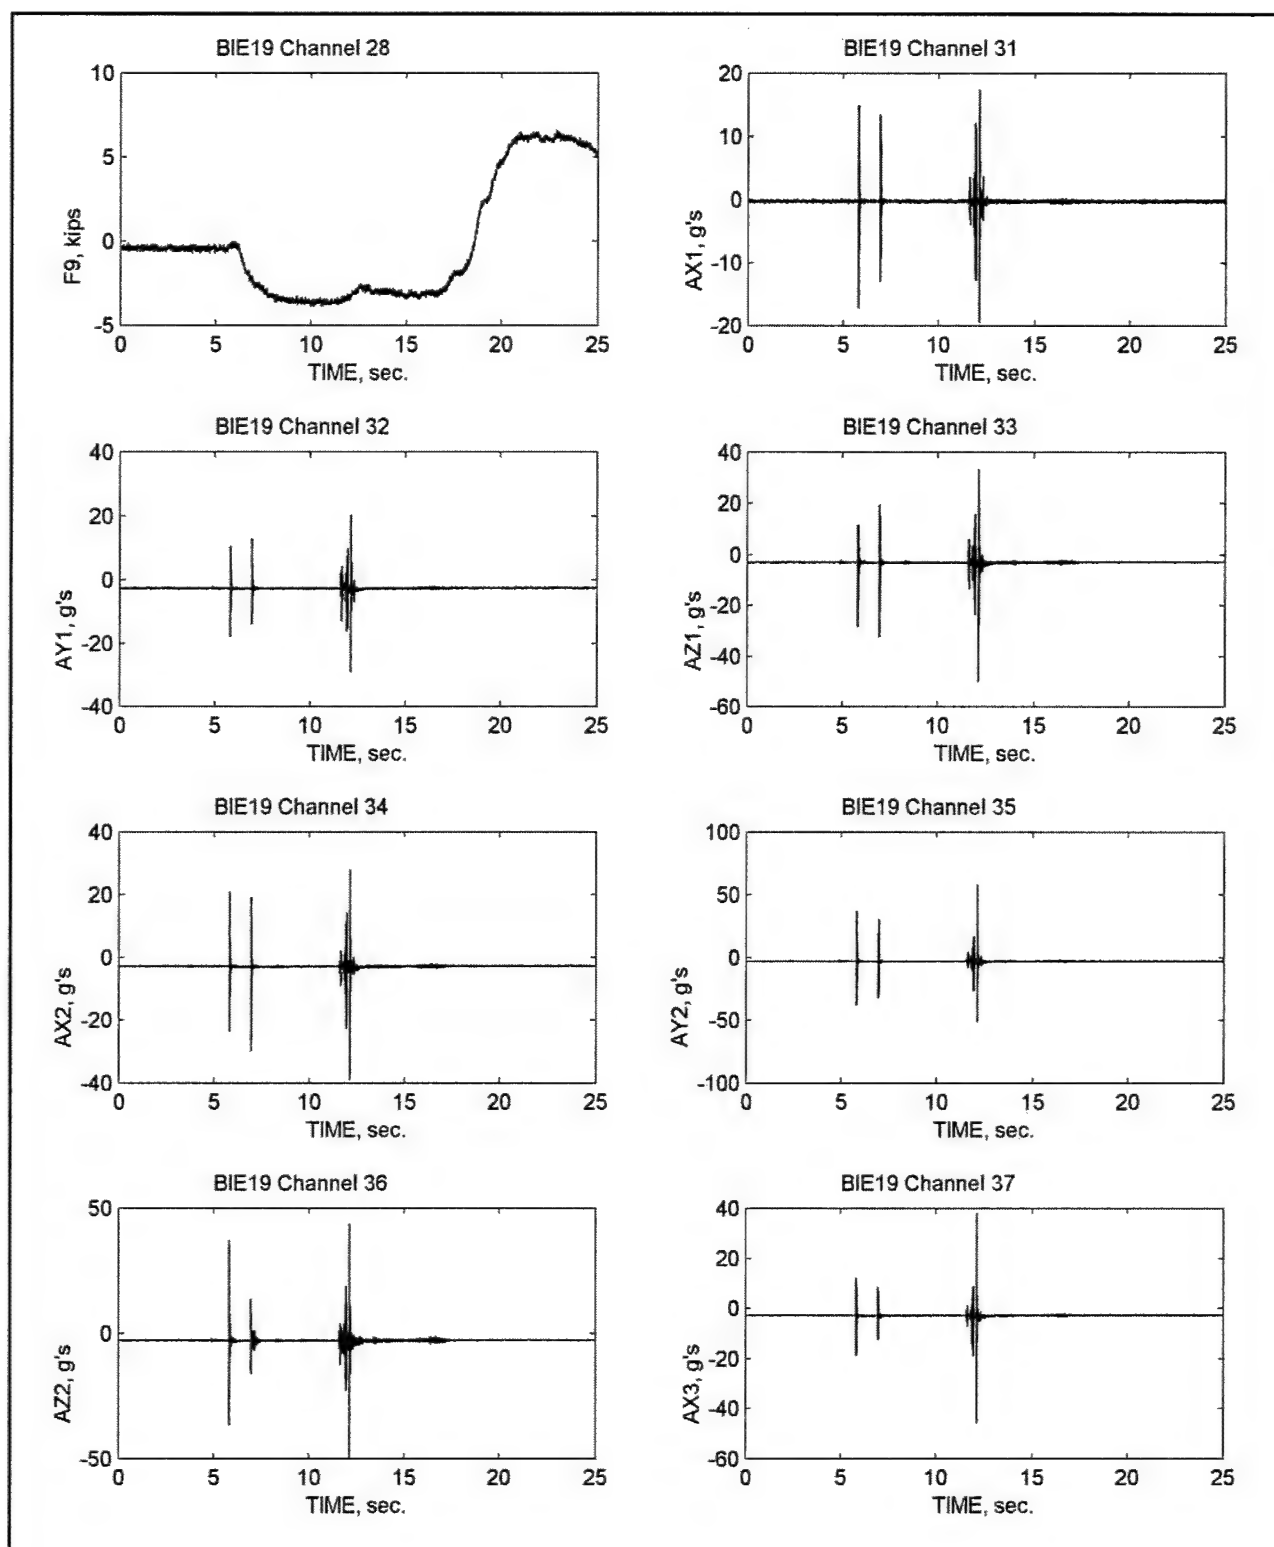 BIE19 Channel 28
10
5
0
-5
F9, kips
0 5 10 15 20 25
TIME, sec.
BIE19 Channel 31
20
10
0
-10
-20
AX1, g's
0 5 10 15 20 25
TIME, sec.
BIE19 Channel 32
40
20
0
-20
-40
AY1, g's
0 5 10 15 20 25
TIME, sec.
BIE19 Channel 33
40
20
0
-20
-40
-60
AZ1, g's
0 5 10 15 20 25
TIME, sec.
BIE19 Channel 34
40
20
0
-20
-40
AX2, g's
0 5 10 15 20 25
TIME, sec.
BIE19 Channel 35
100
50
0
-50
-100
AY2, g's
0 5 10 15 20 25
TIME, sec.
BIE19 Channel 36
50
0
-50
AZ2, g's
0 5 10 15 20 25
TIME, sec.
BIE19 Channel 37
40
20
0
-20
-40
-60
AX3, g's
0 5 10 15 20 25
TIME, sec.